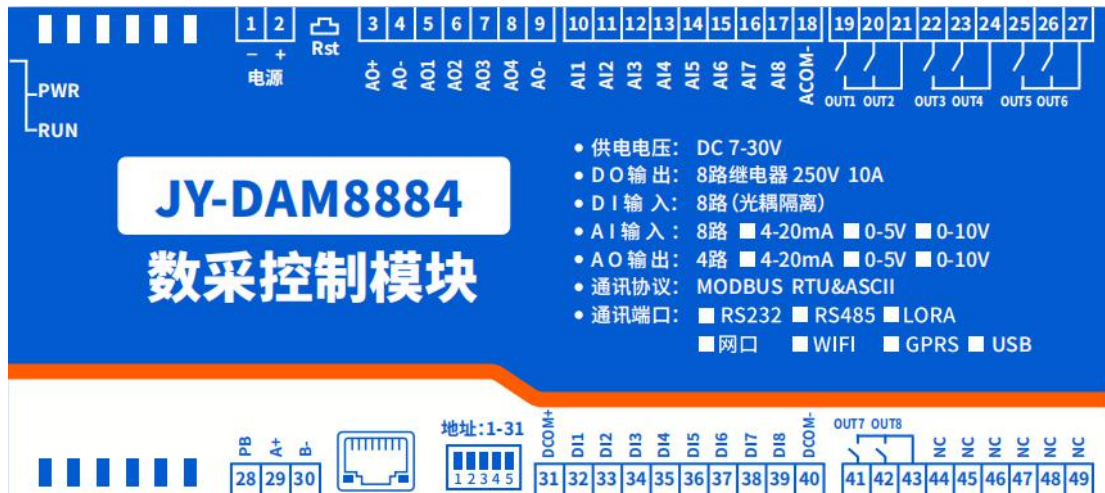 1 2 3 4 5 6 7 8 9 10 11 12 13 14 15 16 17 18 19 20 21 22 23 24 25 26 27
− +
电源
Rst
AO+ AO- AO1 AO2 AO3 AO4 AO- AI1 AI2 AI3 AI4 AI5 AI6 AI7 AI8 ACOM-
OUT1 OUT2 OUT3 OUT4 OUT5 OUT6
PWR
RUN
JY-DAM8884
数采控制模块
• 供电电压： DC 7-30V
• DO输出： 8路继电器 250V 10A
• DI输入： 8路(光耦隔离)
• AI输入： 8路 ■ 4-20mA ■ 0-5V ■ 0-10V
• AO输出： 4路 ■ 4-20mA ■ 0-5V ■ 0-10V
• 通讯协议： MODBUS RTU&ASCII
• 通讯端口： ■ RS232 ■ RS485 ■ LORA
■ 网口 ■ WIFI ■ GPRS ■ USB
PB A+ B-
地址:1-31
1 2 3 4 5
DCOM+ DI1 DI2 DI3 DI4 DI5 DI6 DI7 DI8 DCOM-
OUT7 OUT8
NC NC NC NC NC NC
28 29 30 31 32 33 34 35 36 37 38 39 40 41 42 43 44 45 46 47 48 49